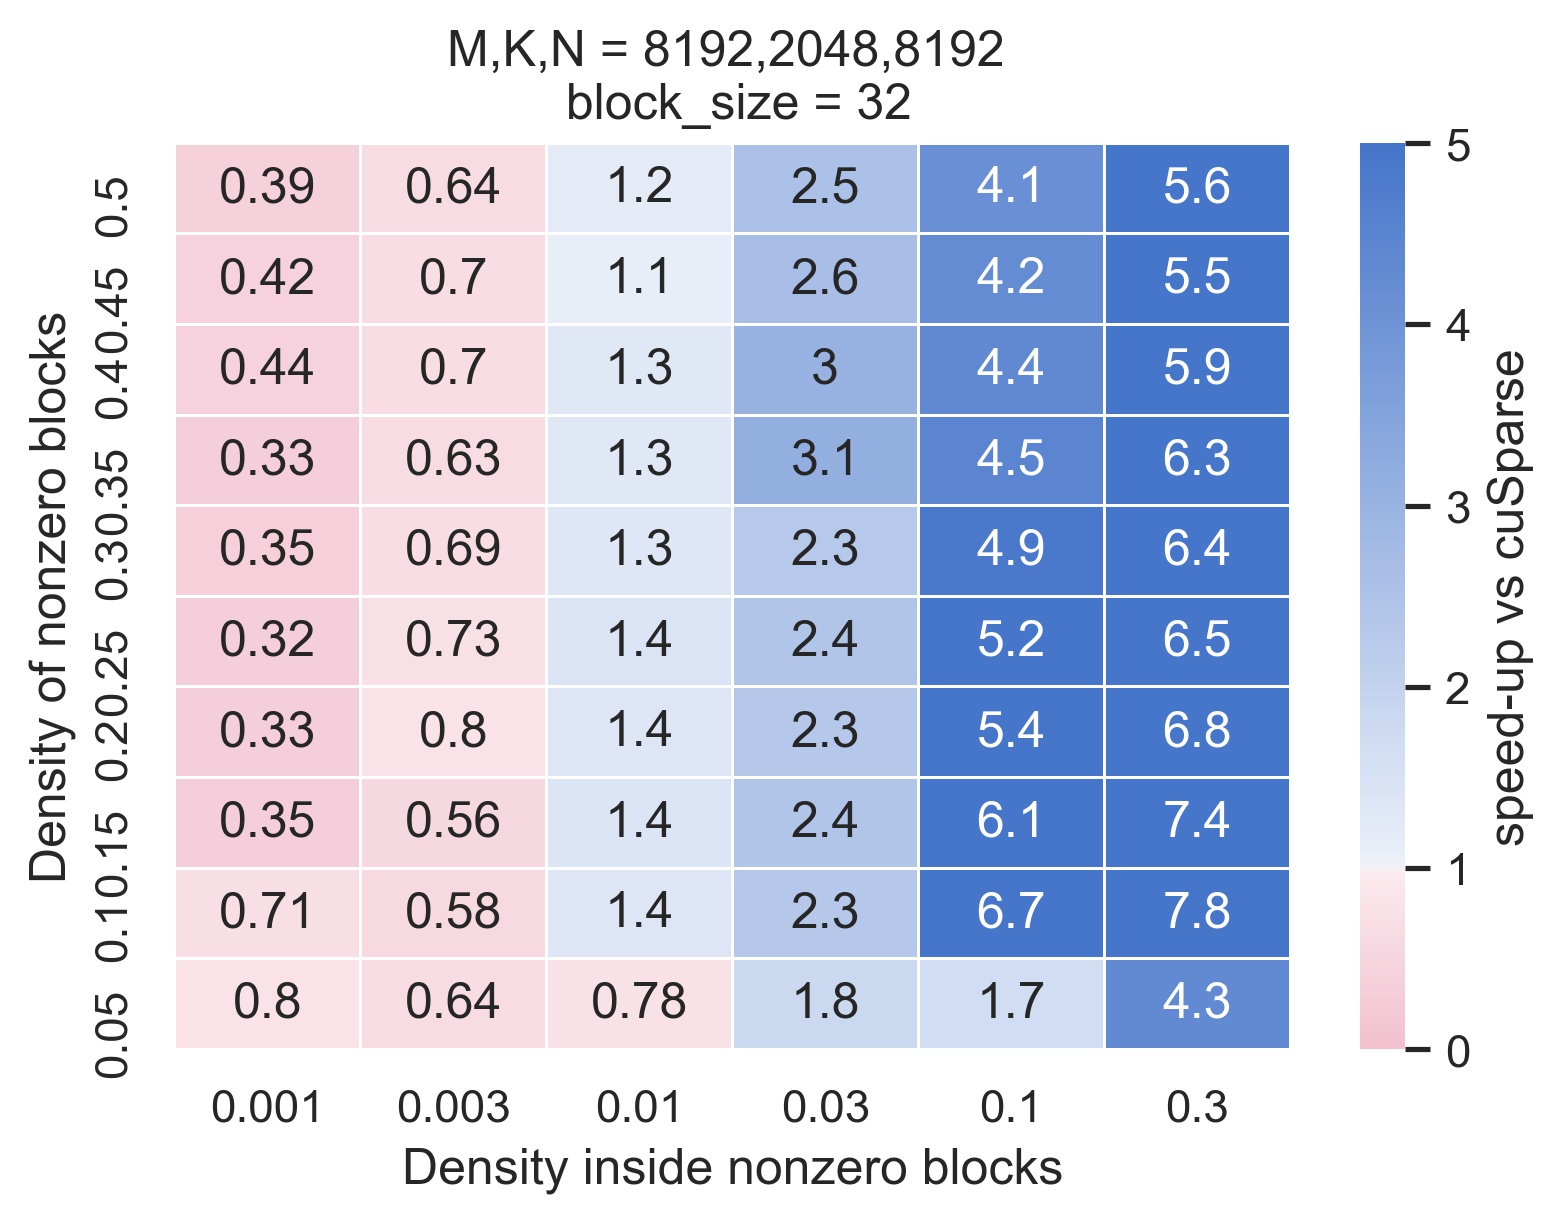 M,K,N = 8192,2048,8192
block_size = 32
Density of nonzero blocks
0.5 0.39 0.64 1.2 2.5 4.1 5.6
0.45 0.42 0.7 1.1 2.6 4.2 5.5
0.4 0.44 0.7 1.3 3 4.4 5.9
0.35 0.33 0.63 1.3 3.1 4.5 6.3
0.3 0.35 0.69 1.3 2.3 4.9 6.4
0.25 0.32 0.73 1.4 2.4 5.2 6.5
0.2 0.33 0.8 1.4 2.3 5.4 6.8
0.15 0.35 0.56 1.4 2.4 6.1 7.4
0.1 0.71 0.58 1.4 2.3 6.7 7.8
0.05 0.8 0.64 0.78 1.8 1.7 4.3
0.001 0.003 0.01 0.03 0.1 0.3
Density inside nonzero blocks
5
4
3
2
1
0
speed-up vs cuSparse